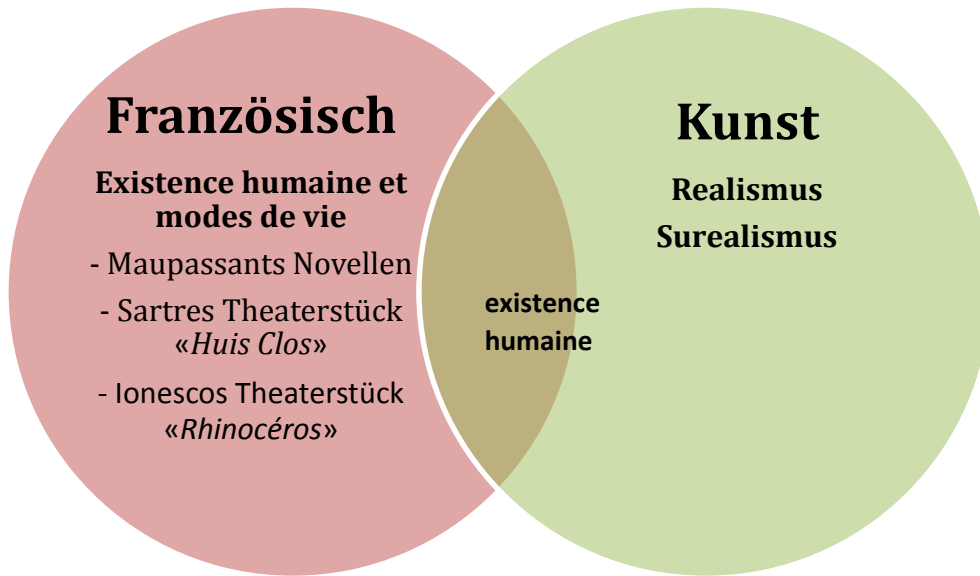 Französisch
Existence humaine et
modes de vie
- Maupassants Novellen
- Sartres Theaterstück
«Huis Clos»
- Ionescos Theaterstück
«Rhinocéros»
existence
humaine
Kunst
Realismus
Surealismus